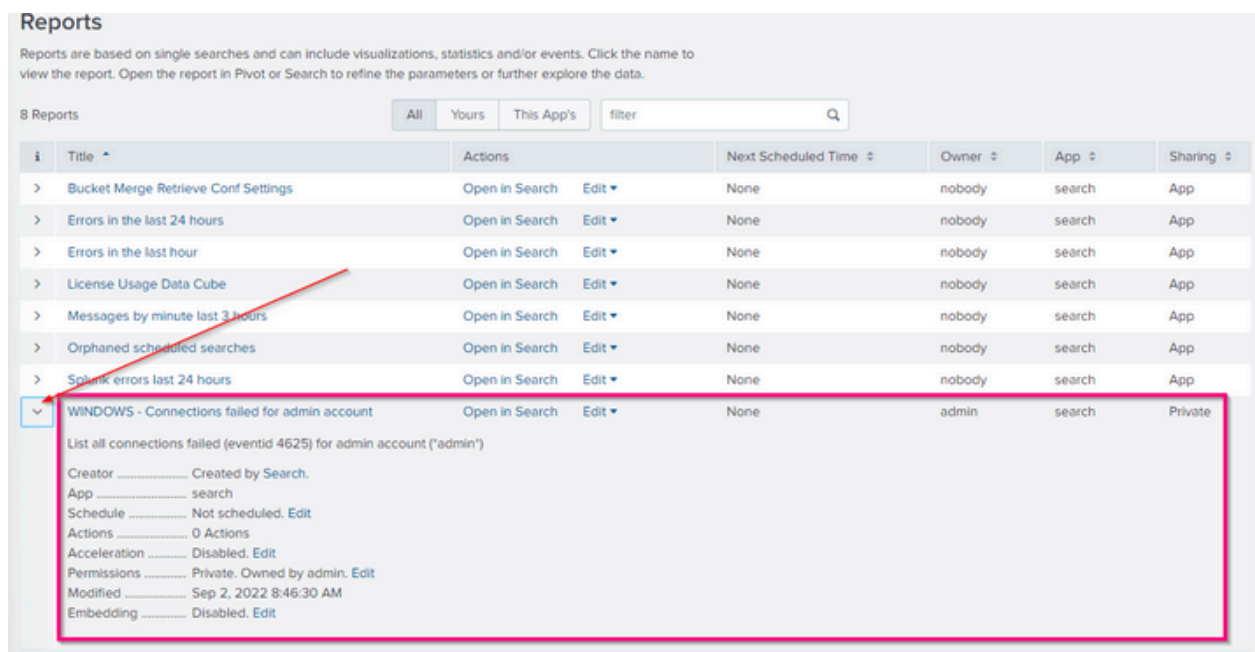 Reports
Reports are based on single searches and can include visualizations, statistics and/or events. Click the name to
view the report. Open the report in Pivot or Search to refine the parameters or further explore the data.
8 Reports All Yours This App's filter
i Title Actions Next Scheduled Time Owner App Sharing
Bucket Merge Retrieve Conf Settings Open in Search Edit None nobody search App
Errors in the last 24 hours Open in Search Edit None nobody search App
Errors in the last hour Open in Search Edit None nobody search App
License Usage Data Cube Open in Search Edit None nobody search App
Messages by minute last 3 hours Open in Search Edit None nobody search App
Orphaned scheduled searches Open in Search Edit None nobody search App
Splunk errors last 24 hours Open in Search Edit None nobody search App
WINDOWS - Connections failed for admin account Open in Search Edit None admin search Private
List all connections failed (eventid 4625) for admin account ("admin")
Creator .................... Created by Search.
App .......................... search
Schedule ................. Not scheduled. Edit
Actions .................... 0 Actions
Acceleration ........... Disabled. Edit
Permissions ............ Private. Owned by admin. Edit
Modified .................. Sep 2, 2022 8:46:30 AM
Embedding ............. Disabled. Edit